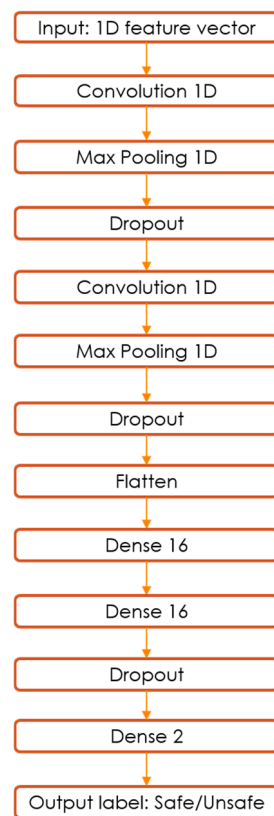 Input: 1D feature vector
Convolution 1D
Max Pooling 1D
Dropout
Convolution 1D
Max Pooling 1D
Dropout
Flatten
Dense 16
Dense 16
Dropout
Dense 2
Output label: Safe/Unsafe